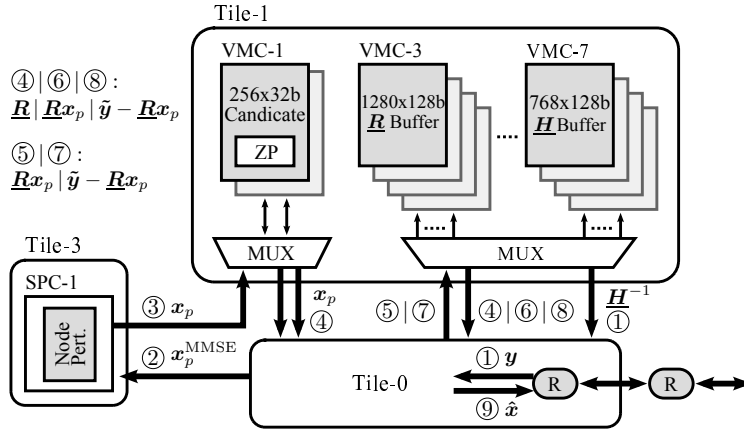 Tile-1
VMC-1
VMC-3
VMC-7
④|⑥|⑧ :
R | Rx_p | ỹ − Rx_p
⑤|⑦ :
Rx_p | ỹ − Rx_p
256x32b
Candicate
ZP
1280x128b
R Buffer
....
768x128b
H Buffer
....
....
MUX
MUX
Tile-3
SPC-1
Node
Pert.
③ x_p
② x_p^MMSE
x_p
④
⑤|⑦
④|⑥|⑧
H^−1
①
Tile-0
① y
⑨ x̂
R
R